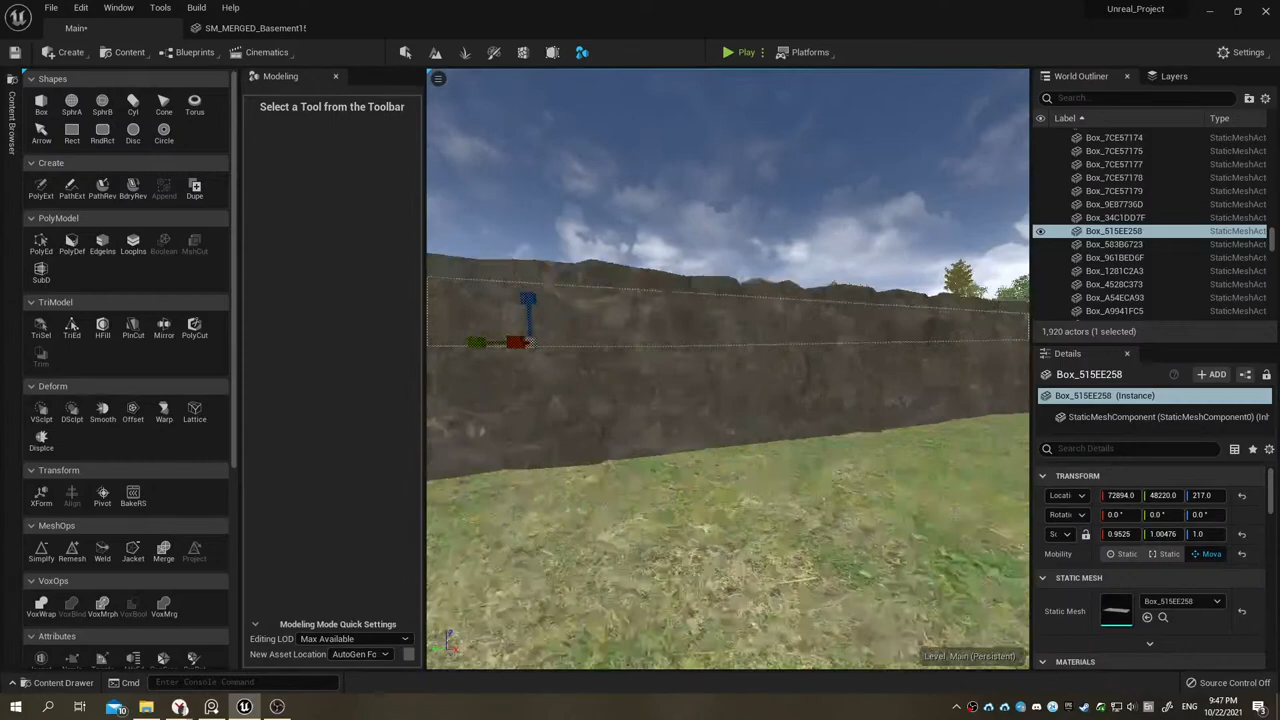 File Edit Window Tools Help
Unreal_Project
Main•
SM_MERGED_Basement15
Create Content Blueprints Cinematics
Play Platforms
Settings
Content Browser
Shapes
Box SphrA SphrB Cyl Cone Torus
Arrow Rect RndRct Disc Circle
Create
PolyExt PathExt PathRev BdryRev Append Dupe
PolyModel
PolyEd PolyDef EdgeIns LoopIns Boolean MshCut
SubD
TriModel
TriSel TriEd HFill PlnCut Mirror PolyCut
Trim
Deform
VSclpt DSclpt Smooth Offset Warp Lattice
Displce
Transform
XForm Align Pivot BakeRS
MeshOps
Simplfy Remesh Weld Jacket Merge Project
VoxOps
VoxWrap VoxBlnd VoxMrph VoxBool VoxMrg
Attributes
Modeling
Select a Tool from the Toolbar
Modeling Mode Quick Settings
Editing LOD Max Available
New Asset Location AutoGen Fc
Level: Main (Persistent)
World Outliner Layers
Search...
Label Type
Box_7CE57174 StaticMeshAct
Box_7CE57175 StaticMeshAct
Box_7CE57177 StaticMeshAct
Box_7CE57178 StaticMeshAct
Box_7CE57179 StaticMeshAct
Box_9E87736D StaticMeshAct
Box_34C1DD7F StaticMeshAct
Box_515EE258 StaticMeshAct
Box_583B6723 StaticMeshAct
Box_961BED6F StaticMeshAct
Box_1281C2A3 StaticMeshAct
Box_4528C373 StaticMeshAct
Box_A54ECA93 StaticMeshAct
Box_A9941FC5 StaticMeshAct
1,920 actors (1 selected)
Details
Box_515EE258
ADD
Box_515EE258 (Instance)
StaticMeshComponent (StaticMeshComponent0) (Inh
Search Details
TRANSFORM
Locati 72894.0 48220.0 217.0
Rotati 0.0 ° 0.0 ° 0.0 °
Sc 0.9525 1.00476 1.0
Mobility Static Static Mova
STATIC MESH
Static Mesh Box_515EE258
MATERIALS
Content Drawer Cmd Enter Console Command
Source Control Off
ENG
9:47 PM
10/22/2021